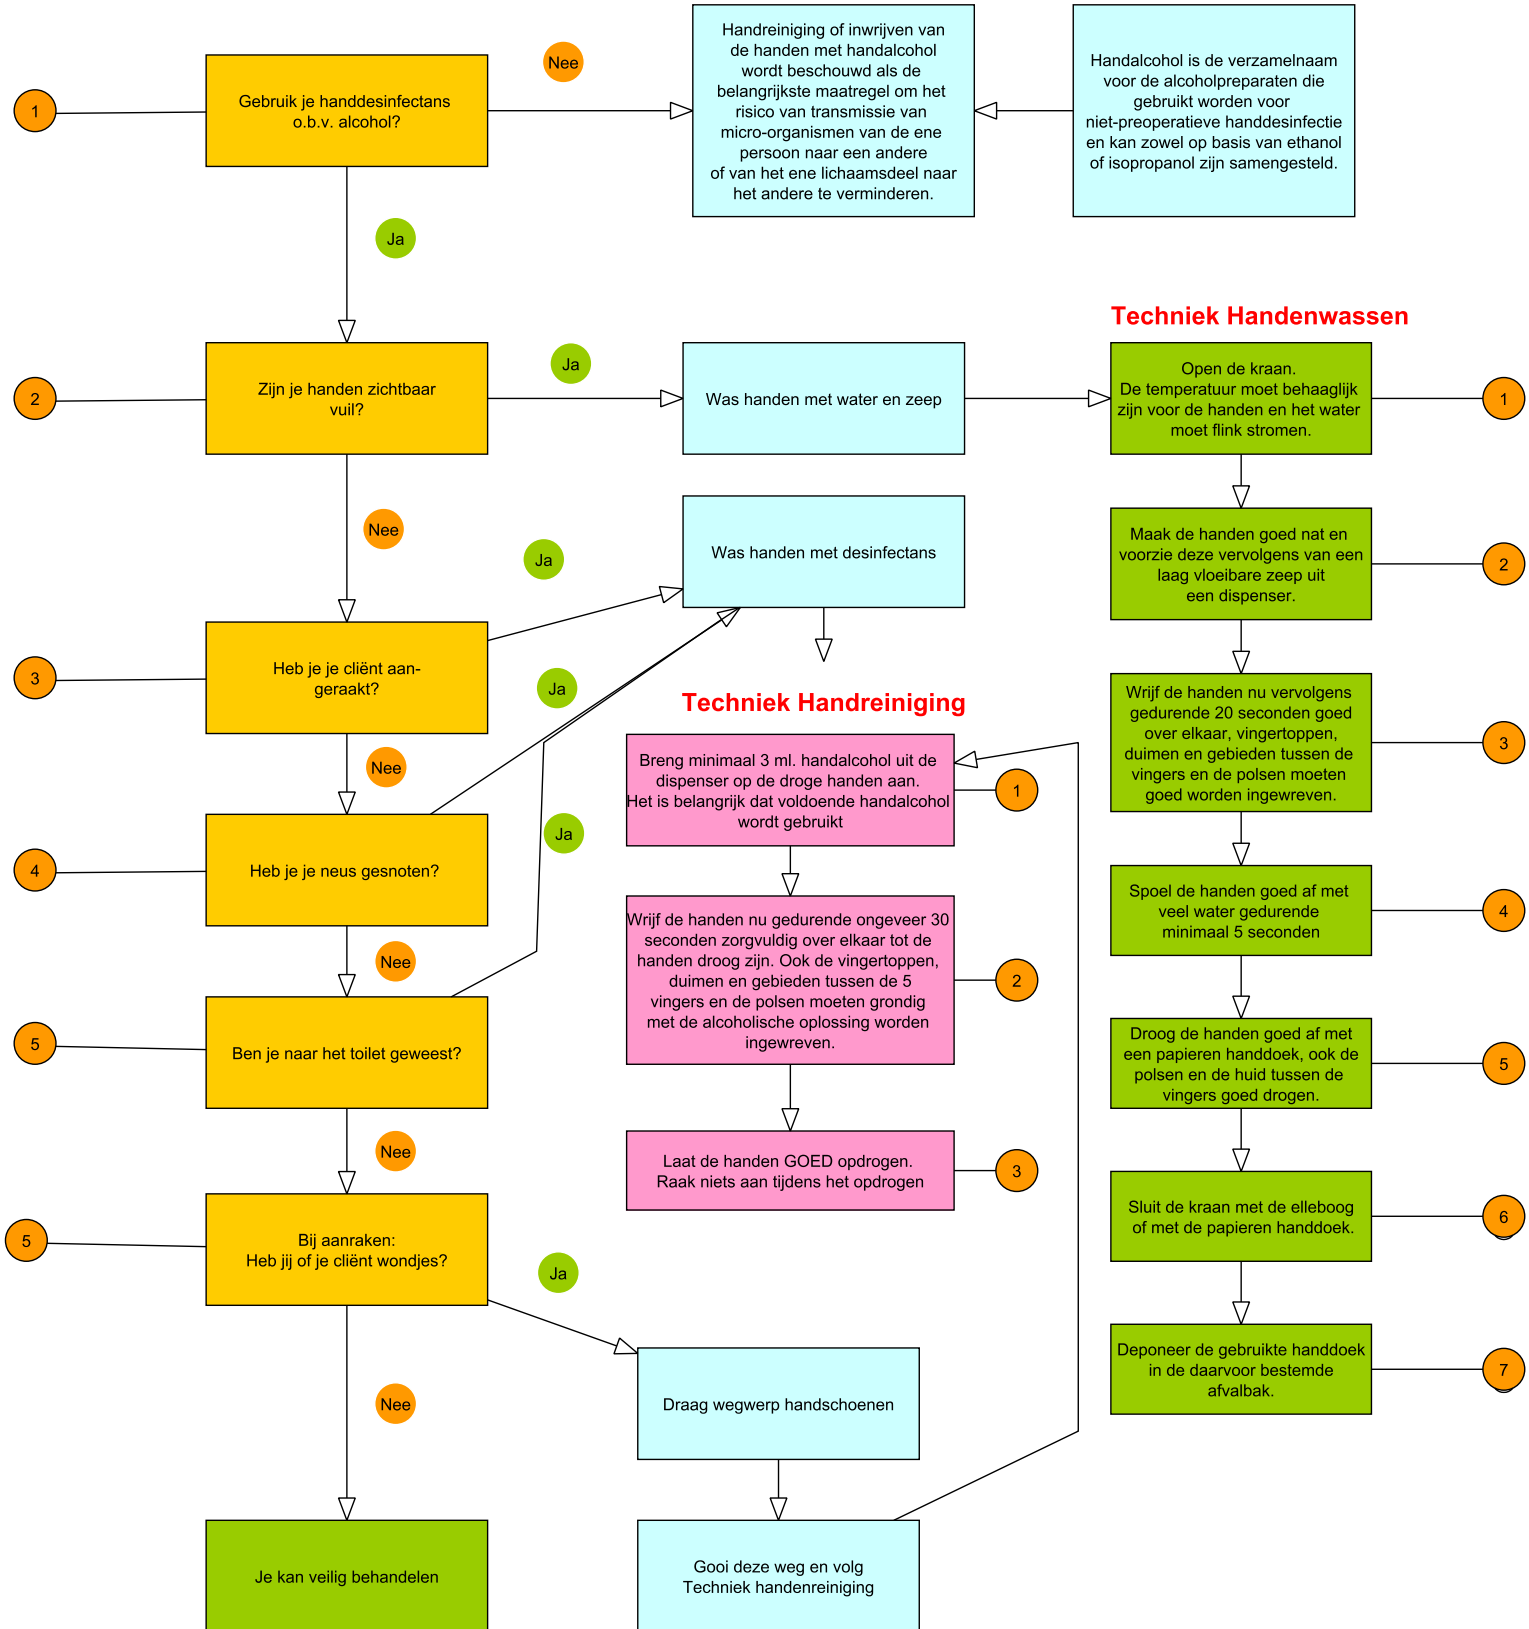 Nee
Handreiniging of inwrijven van
de handen met handalcohol
wordt beschouwd als de
belangrijkste maatregel om het
risico van transmissie van
micro-organismen van de ene
persoon naar een andere
of van het ene lichaamsdeel naar
het andere te verminderen.
Handalcohol is de verzamelnaam
voor de alcoholpreparaten die
gebruikt worden voor
niet-preoperatieve handdesinfectie
en kan zowel op basis van ethanol
of isopropanol zijn samengesteld.
1
Gebruik je handdesinfectans
o.b.v. alcohol?
Ja
2
Zijn je handen zichtbaar
vuil?
Ja
Was handen met water en zeep
Nee
Ja
Was handen met desinfectans
3
Heb je je cliënt aan-
geraakt?
Ja
Nee
4
Heb je je neus gesnoten?
Ja
Nee
5
Ben je naar het toilet geweest?
Nee
5
Bij aanraken:
Heb jij of je cliënt wondjes?
Ja
Nee
Draag wegwerp handschoenen
Je kan veilig behandelen
Gooi deze weg en volg
Techniek handenreiniging
Techniek Handreiniging
Breng minimaal 3 ml. handalcohol uit de
dispenser op de droge handen aan.
Het is belangrijk dat voldoende handalcohol
wordt gebruikt
1
Wrijf de handen nu gedurende ongeveer 30
seconden zorgvuldig over elkaar tot de
handen droog zijn. Ook de vingertoppen,
duimen en gebieden tussen de 5
vingers en de polsen moeten grondig
met de alcoholische oplossing worden
ingewreven.
2
Laat de handen GOED opdrogen.
Raak niets aan tijdens het opdrogen
3
Techniek Handenwassen
Open de kraan.
De temperatuur moet behaaglijk
zijn voor de handen en het water
moet flink stromen.
1
Maak de handen goed nat en
voorzie deze vervolgens van een
laag vloeibare zeep uit
een dispenser.
2
Wrijf de handen nu vervolgens
gedurende 20 seconden goed
over elkaar, vingertoppen,
duimen en gebieden tussen de
vingers en de polsen moeten
goed worden ingewreven.
3
Spoel de handen goed af met
veel water gedurende
minimaal 5 seconden
4
Droog de handen goed af met
een papieren handdoek, ook de
polsen en de huid tussen de
vingers goed drogen.
5
Sluit de kraan met de elleboog
of met de papieren handdoek.
6
Deponeer de gebruikte handdoek
in de daarvoor bestemde
afvalbak.
7